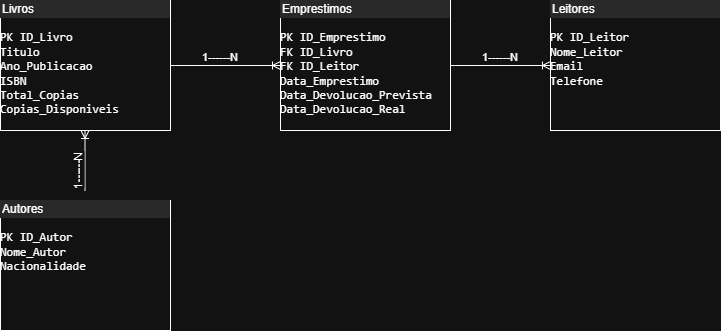 Livros
PK ID_Livro
Titulo
Ano_Publicacao
ISBN
Total_Copias
Copias_Disponiveis
1------N
Emprestimos
PK ID_Emprestimo
FK ID_Livro
FK ID_Leitor
Data_Emprestimo
Data_Devolucao_Prevista
Data_Devolucao_Real
1------N
Leitores
PK ID_Leitor
Nome_Leitor
Email
Telefone
1------N
Autores
PK ID_Autor
Nome_Autor
Nacionalidade